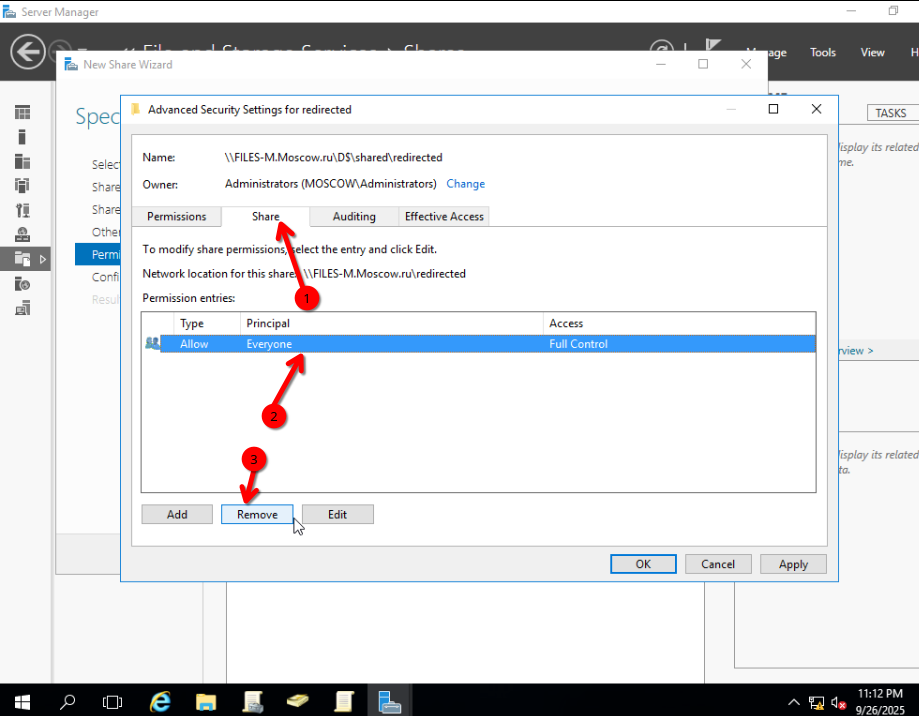 Server Manager
File and Storage Services Shares
Manage Tools View H
New Share Wizard
Spec
TASKS
Advanced Security Settings for redirected
isplay its related
me.
Name: \\FILES-M.Moscow.ru\D$\shared\redirected
Selec
Owner: Administrators (MOSCOW\Administrators) Change
Share
Share
Permissions Share Auditing Effective Access
Other
To modify share permissions, select the entry and click Edit.
Permi
Network location for this share: \\FILES-M.Moscow.ru\redirected
Confi
Permission entries:
Resul
1
Type Principal Access
Allow Everyone Full Control
rview >
2
3
isplay its related
ta.
Add Remove Edit
OK Cancel Apply
11:12 PM
9/26/2025